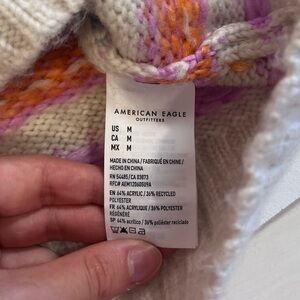 AMERICAN EAGLE
OUTFITTERS
US M
CA M
MX M
MADE IN CHINA / FABRIQUÉ EN CHINE /
HECHO EN CHINA
RN 54485/CA 03073
EN 64% ACRYLIC / 36% RECYCLED
POLYESTER
FR 64% ACRYLIQUE / 36% POLYESTER
RÉGÉNÉRÉ
SP 64% acrílico / 36% poliéster reciclado